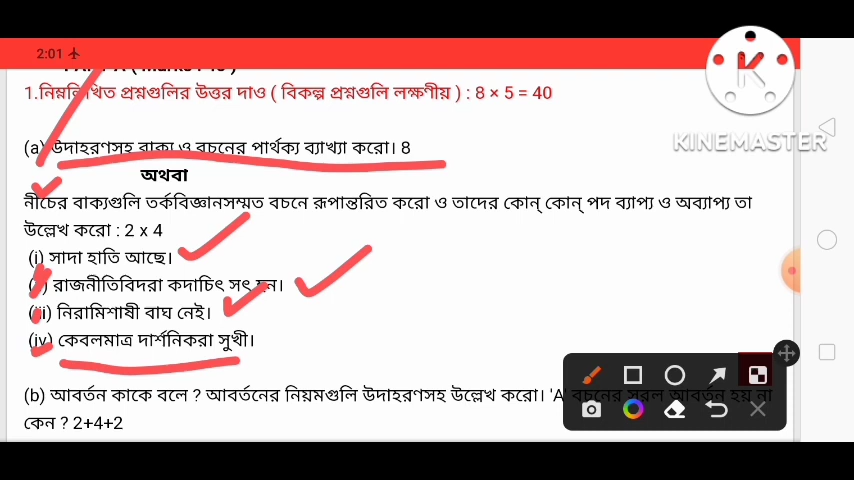 2:01
1.নিম্নলিখিত প্রশ্নগুলির উত্তর দাও ( বিকল্প প্রশ্নগুলি লক্ষণীয় ) : 8 × 5 = 40
KINEMASTER
(a) উদাহরণসহ বাক্য ও বচনের পার্থক্য ব্যাখ্যা করো। 8
অথবা
নীচের বাক্যগুলি তর্কবিজ্ঞানসম্মত বচনে রূপান্তরিত করো ও তাদের কোন্ কোন্ পদ ব্যাপ্য ও অব্যাপ্য তা
উল্লেখ করো : 2 x 4
(i) সাদা হাতি আছে।
রাজনীতিবিদরা কদাচিৎ সৎ হন।
(iii) নিরামিশাষী বাঘ নেই।
(iv) কেবলমাত্র দার্শনিকরা সুখী।
(b) আবর্তন কাকে বলে ? আবর্তনের নিয়মগুলি উদাহরণসহ উল্লেখ করো। 'A' বচনের সরল আবর্তন হয় না
কেন ? 2+4+2